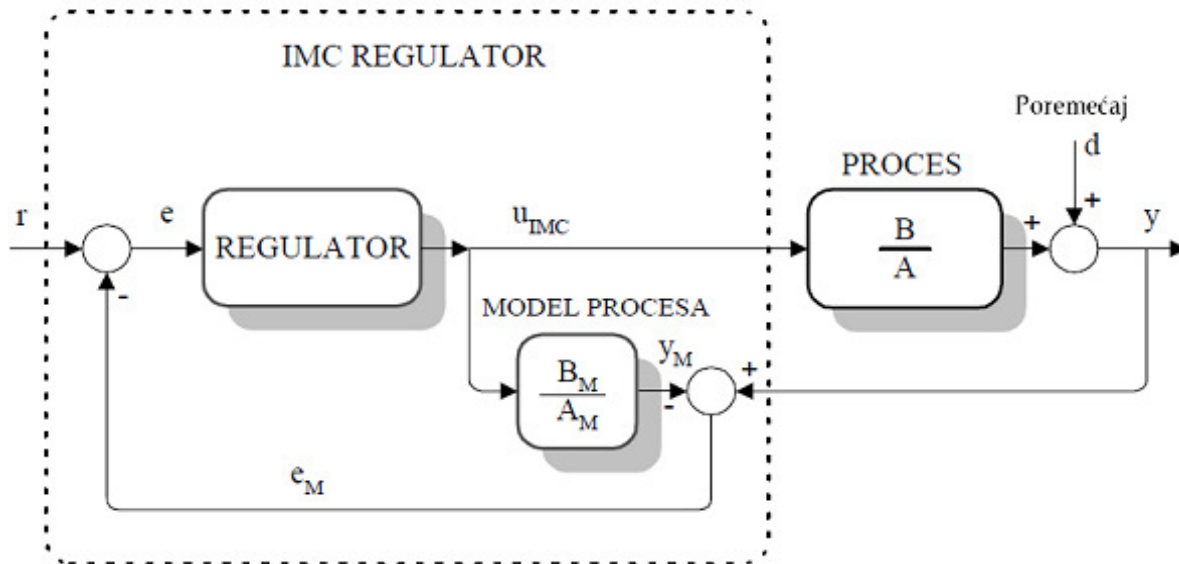 IMC REGULATOR
Poremećaj
d
PROCES
r
e
REGULATOR
u_IMC
B
A
+
+
y
MODEL PROCESA
-
B_M
A_M
y_M
-
+
e_M